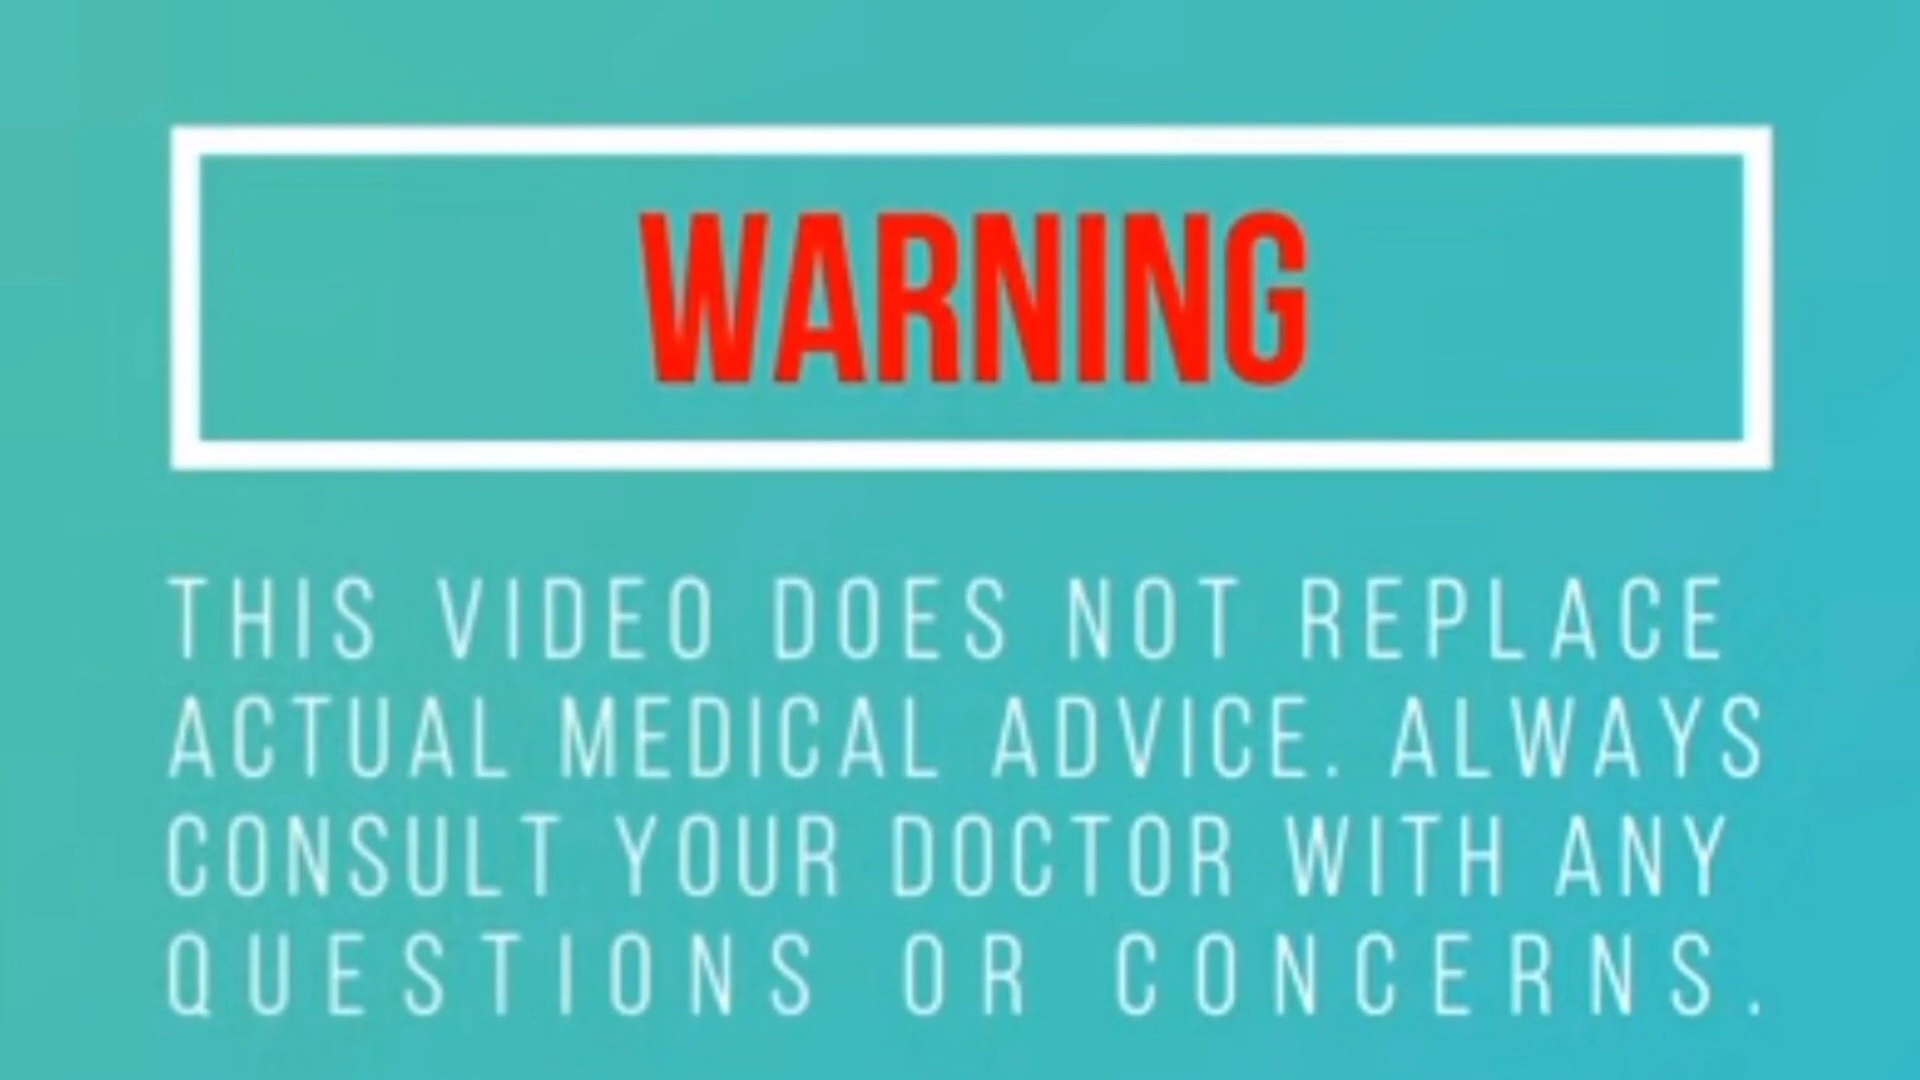 WARNING
THIS VIDEO DOES NOT REPLACE
ACTUAL MEDICAL ADVICE. ALWAYS
CONSULT YOUR DOCTOR WITH ANY
QUESTIONS OR CONCERNS.